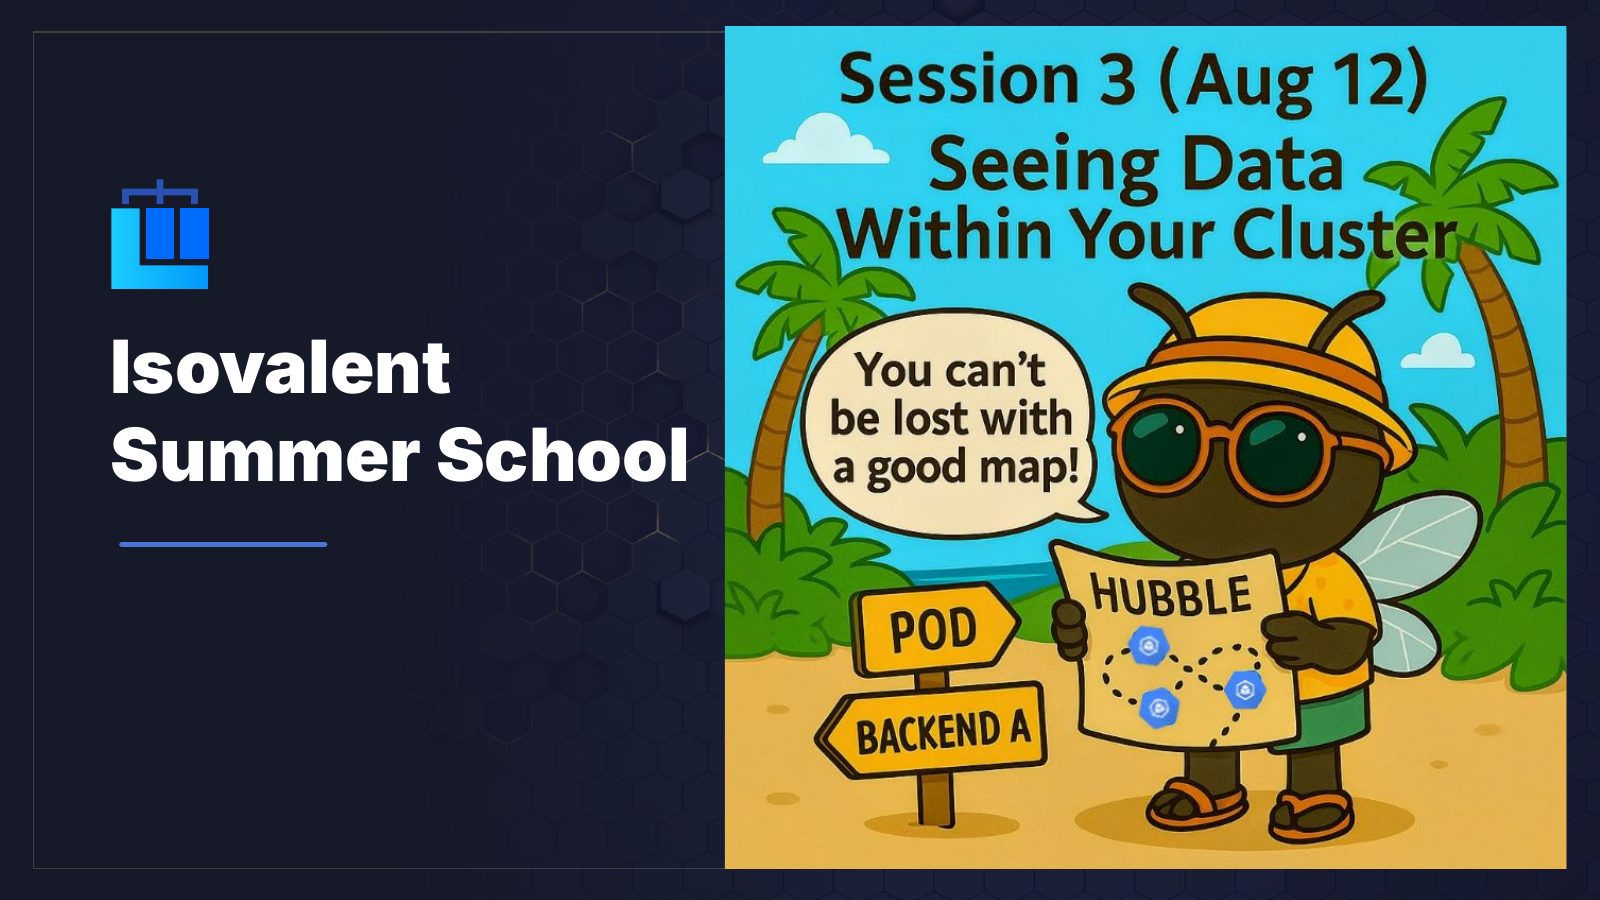 Isovalent
Summer School
Session 3 (Aug 12)
Seeing Data
Within Your Cluster
You can't
be lost with
a good map!
HUBBLE
POD
BACKEND A